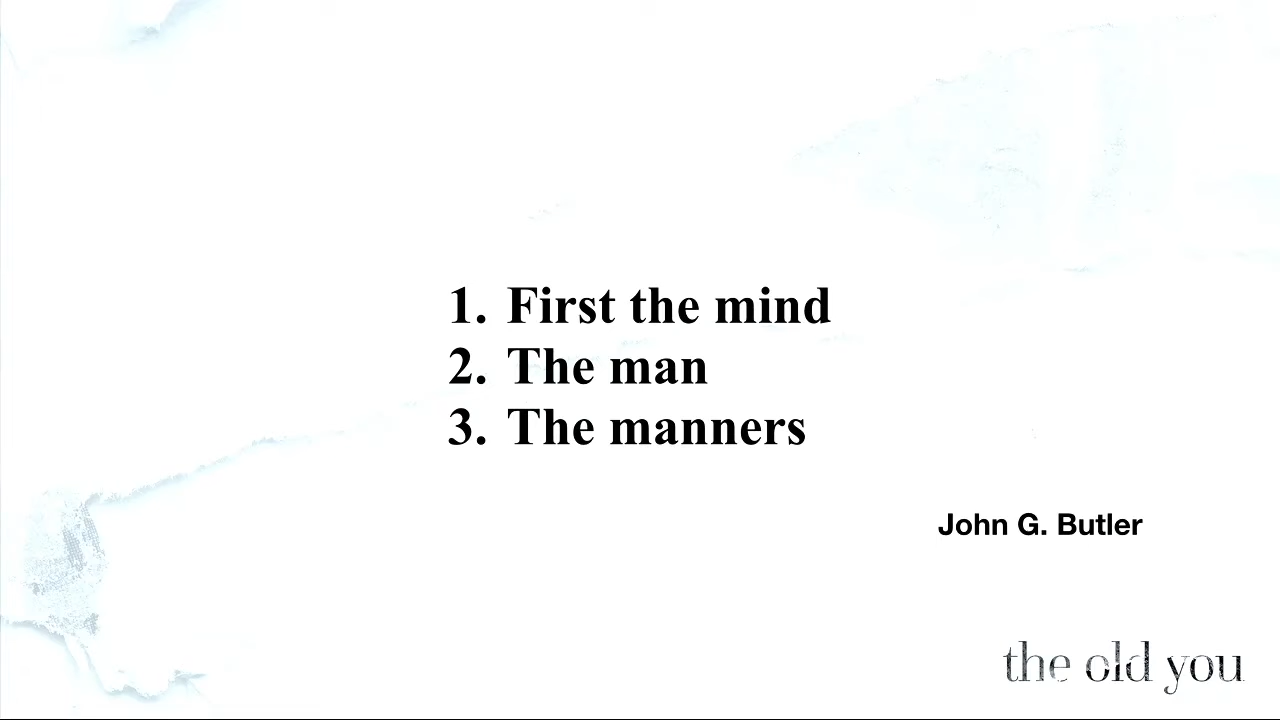 1. First the mind
2. The man
3. The manners
John G. Butler
the old you